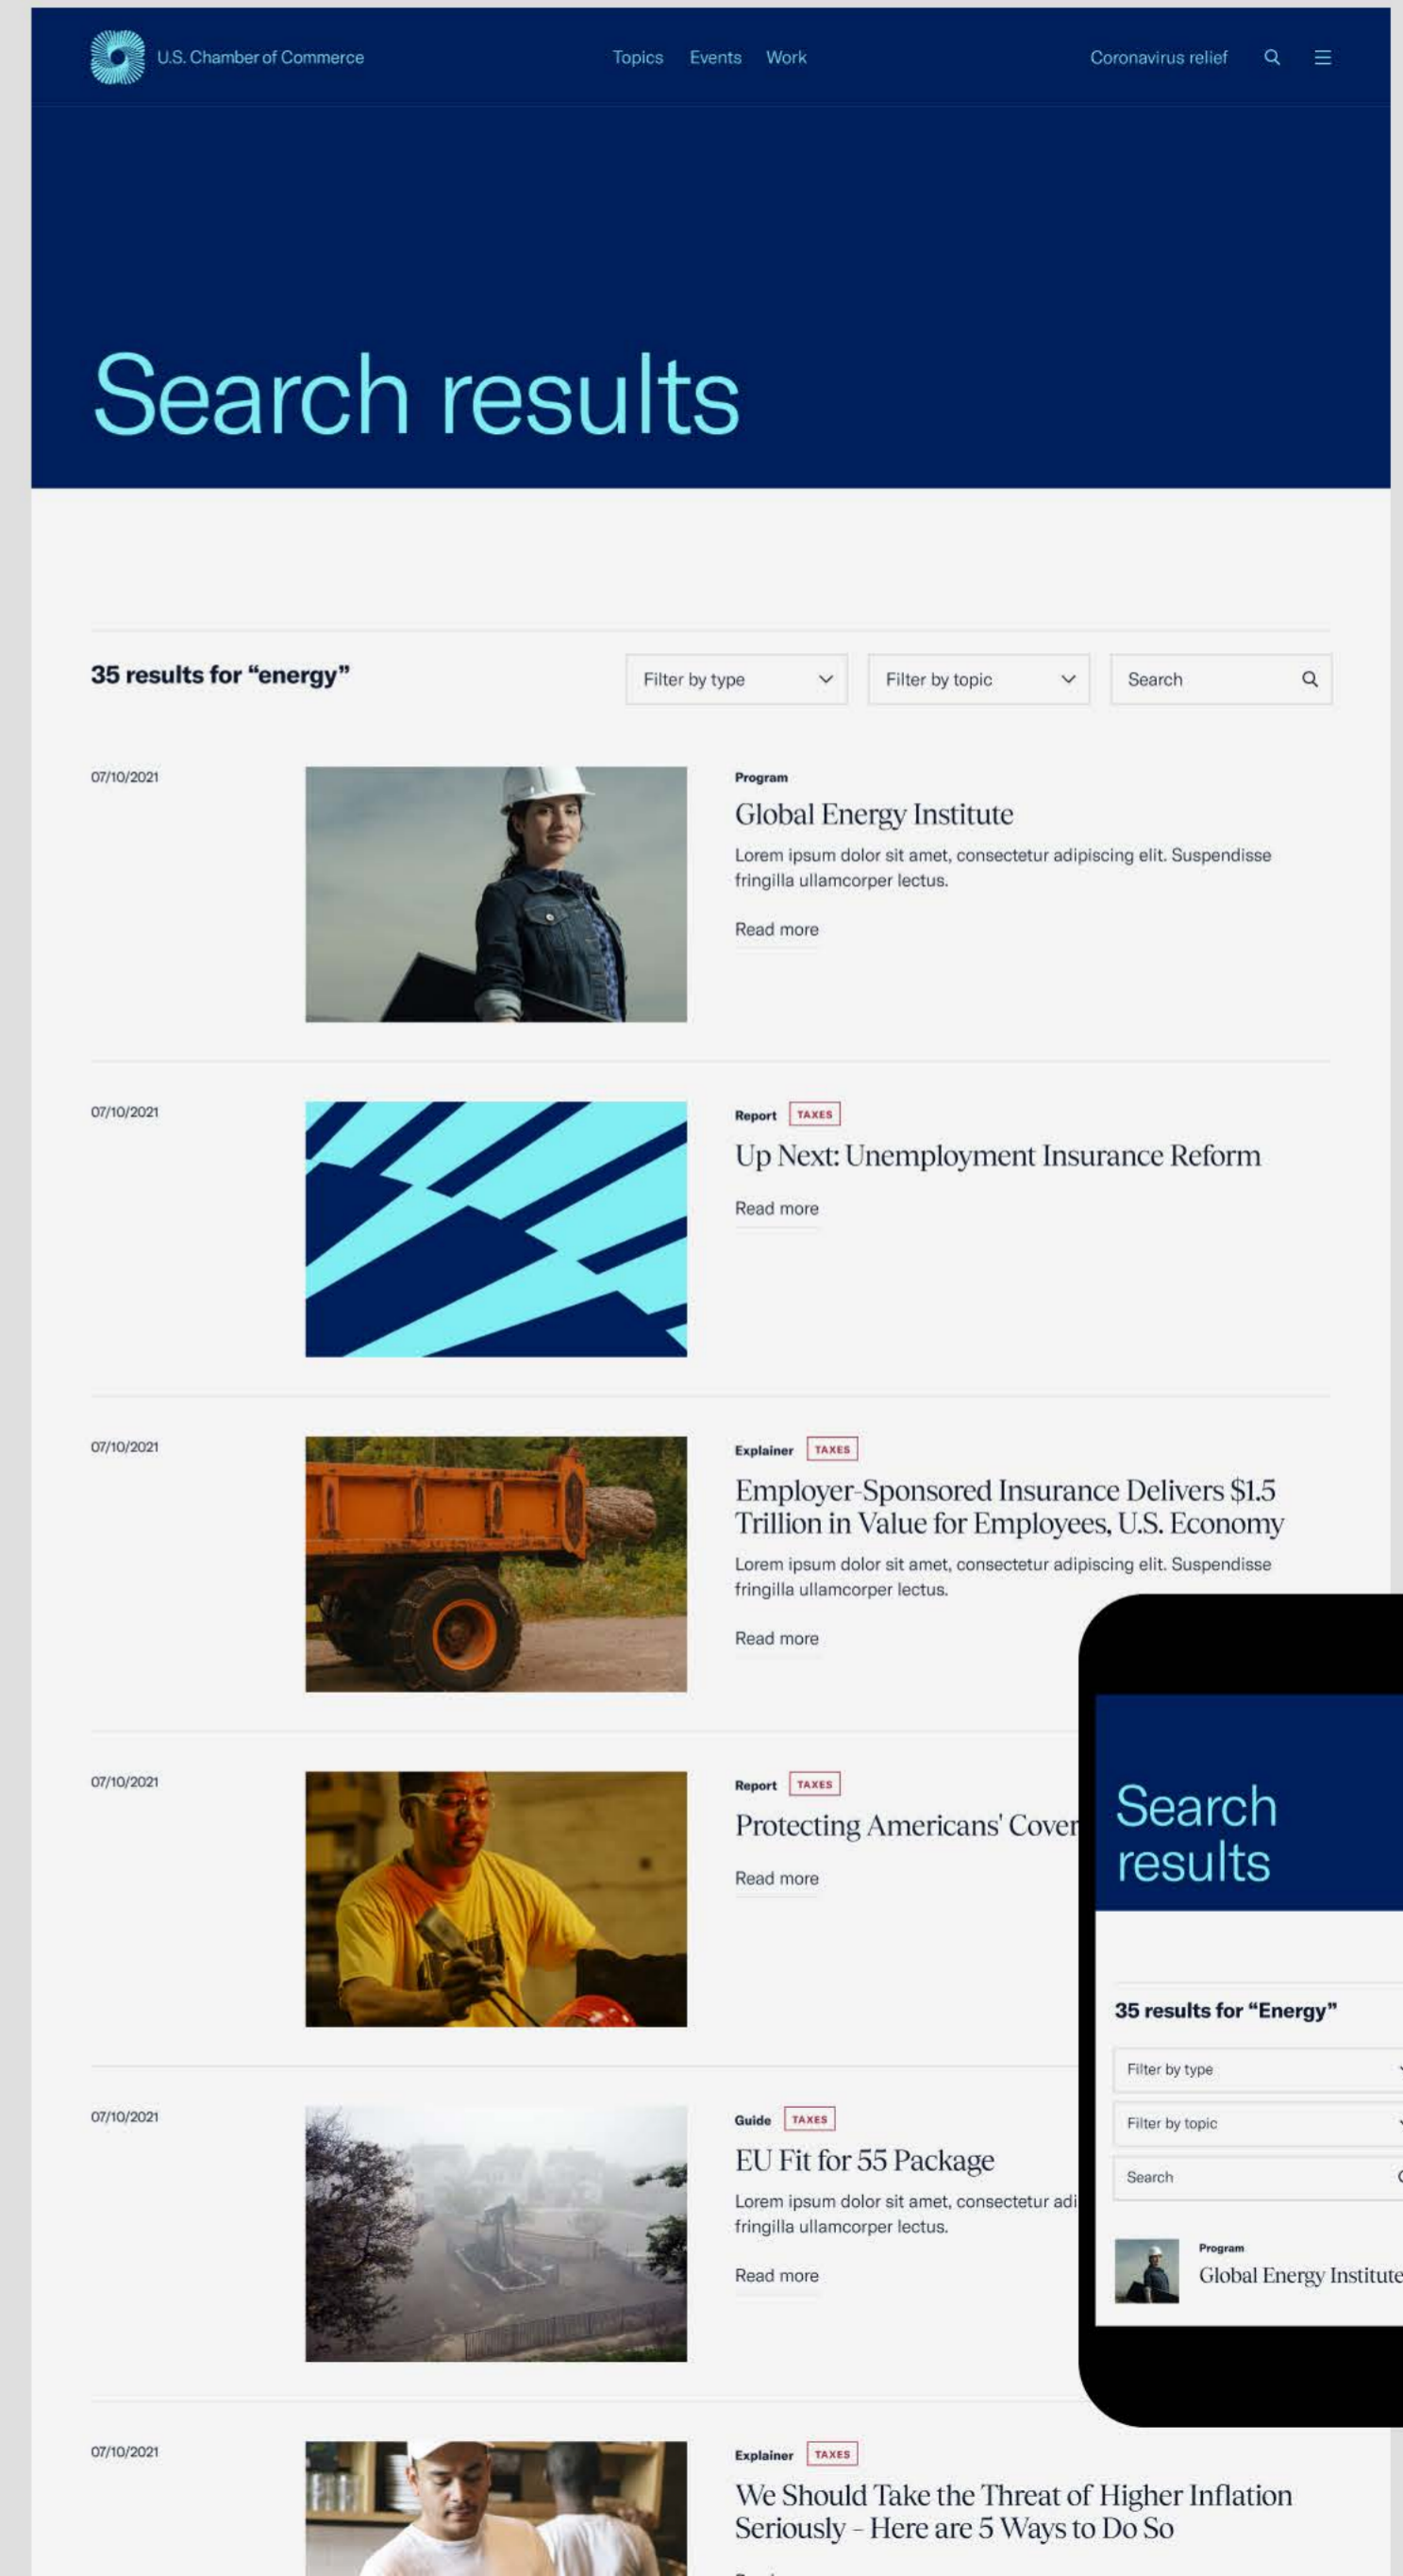 U.S. Chamber of Commerce
Topics Events Work
Coronavirus relief
Search results
35 results for “energy”
Filter by type
Filter by topic
Search
07/10/2021
Program
Global Energy Institute
Lorem ipsum dolor sit amet, consectetur adipiscing elit. Suspendisse
fringilla ullamcorper lectus.
Read more
07/10/2021
Report TAXES
Up Next: Unemployment Insurance Reform
Read more
07/10/2021
Explainer TAXES
Employer-Sponsored Insurance Delivers $1.5
Trillion in Value for Employees, U.S. Economy
Lorem ipsum dolor sit amet, consectetur adipiscing elit. Suspendisse
fringilla ullamcorper lectus.
Read more
07/10/2021
Report TAXES
Protecting Americans' Cover
Read more
07/10/2021
Guide TAXES
EU Fit for 55 Package
Lorem ipsum dolor sit amet, consectetur adi
fringilla ullamcorper lectus.
Read more
07/10/2021
Explainer TAXES
We Should Take the Threat of Higher Inflation
Seriously – Here are 5 Ways to Do So
Search
results
35 results for “Energy”
Filter by type
Filter by topic
Search
Program
Global Energy Institute